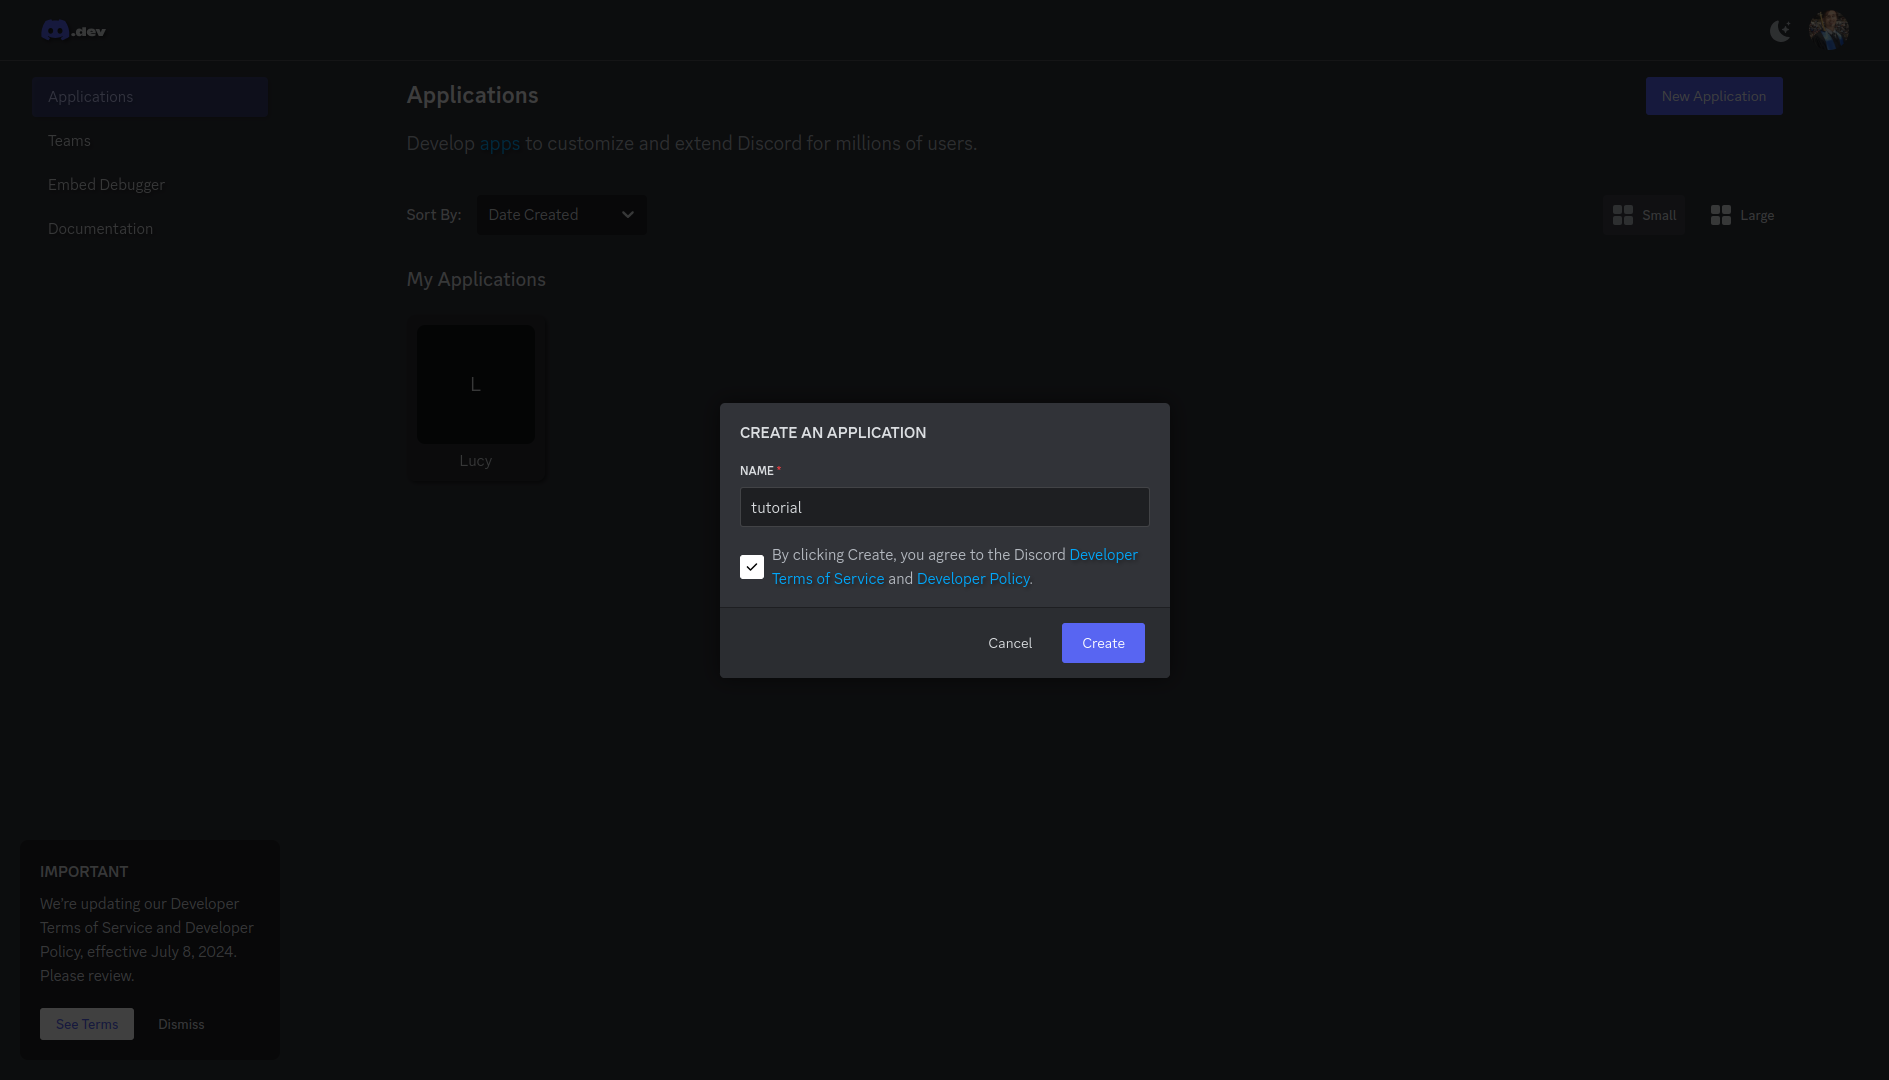 .dev
Applications
Teams
Embed Debugger
Documentation
Applications
New Application
Develop apps to customize and extend Discord for millions of users.
Sort By: Date Created
Small Large
My Applications
L
Lucy
CREATE AN APPLICATION
NAME *
tutorial
By clicking Create, you agree to the Discord Developer
Terms of Service and Developer Policy.
Cancel Create
IMPORTANT
We're updating our Developer
Terms of Service and Developer
Policy, effective July 8, 2024.
Please review.
See Terms Dismiss